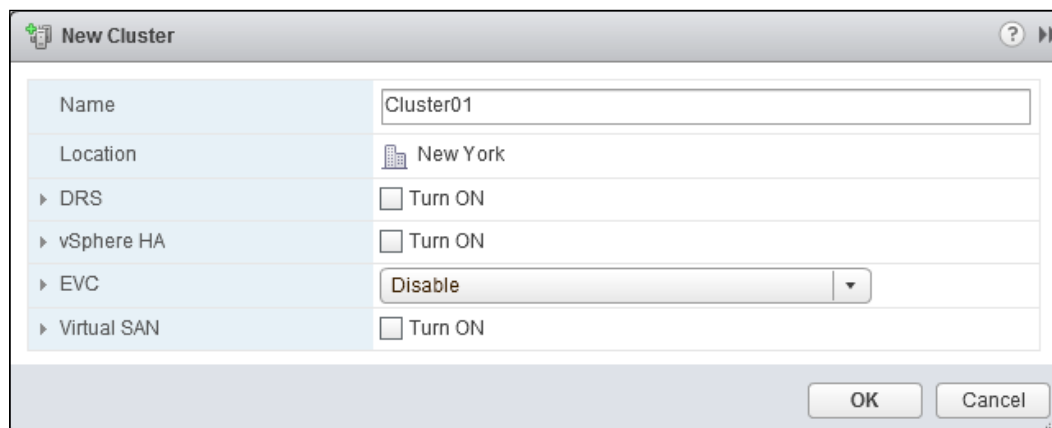 New Cluster
?
Name
Cluster01
Location
New York
DRS
Turn ON
vSphere HA
Turn ON
EVC
Disable
Virtual SAN
Turn ON
OK
Cancel